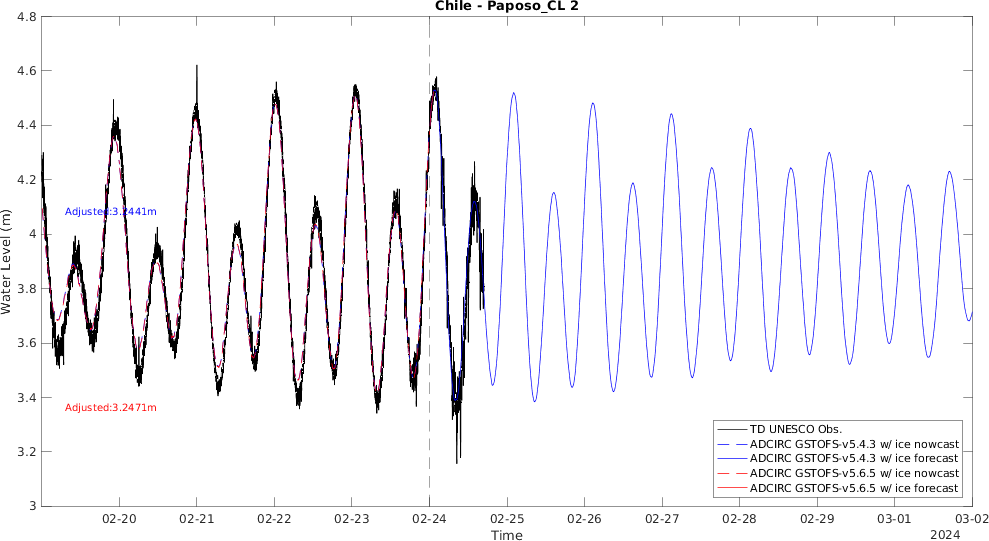 Chile - Paposo_CL 2
4.8
4.6
4.4
4.2
4
3.8
3.6
3.4
3.2
3
Water Level (m)
Adjusted:3.2441m
Adjusted:3.2471m
TD UNESCO Obs.
ADCIRC GSTOFS-v5.4.3 w/ ice nowcast
ADCIRC GSTOFS-v5.4.3 w/ ice forecast
ADCIRC GSTOFS-v5.6.5 w/ ice nowcast
ADCIRC GSTOFS-v5.6.5 w/ ice forecast
02-20 02-21 02-22 02-23 02-24 02-25 02-26 02-27 02-28 02-29 03-01 03-02
Time
2024